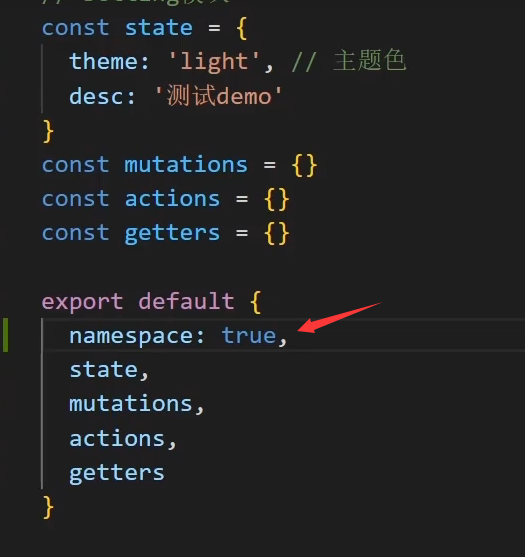 const state = {
theme: 'light', // 主题色
desc: '测试demo'
}
const mutations = {}
const actions = {}
const getters = {}
export default {
namespace: true,
state,
mutations,
actions,
getters
}